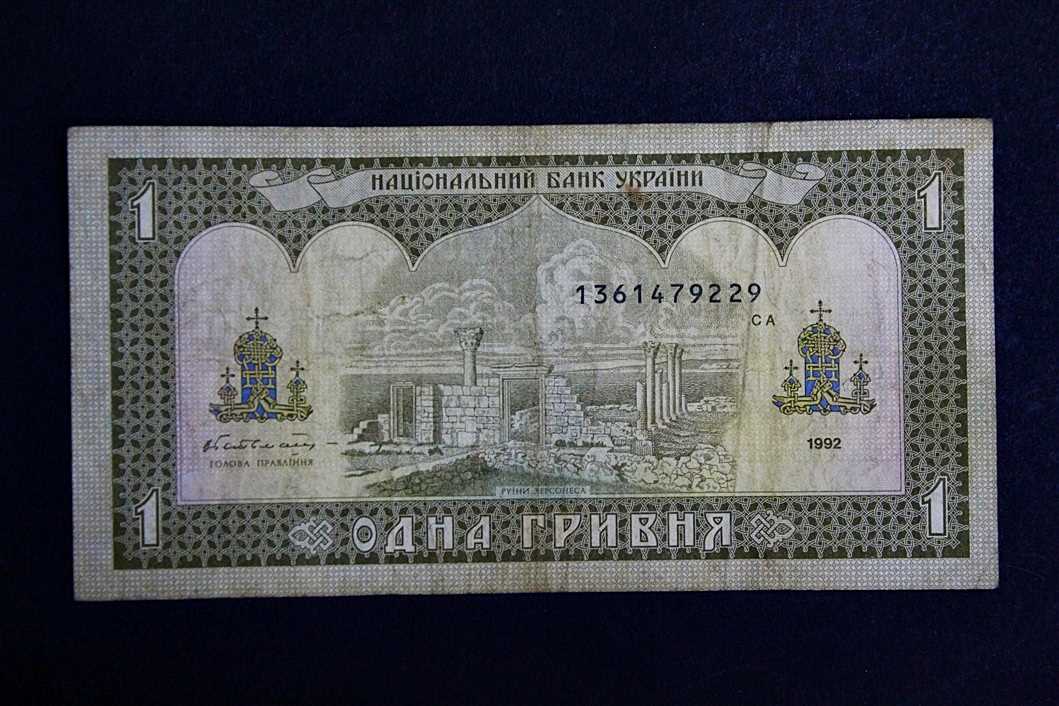 НАЦІОНАЛЬНИЙ БАНК УКРАЇНИ
1
1
1361479229
СА
1992
ГОЛОВА ПРАВЛІННЯ
РУЇНИ ХЕРСОНЕСА
1
ОДНА ГРИВНЯ
1